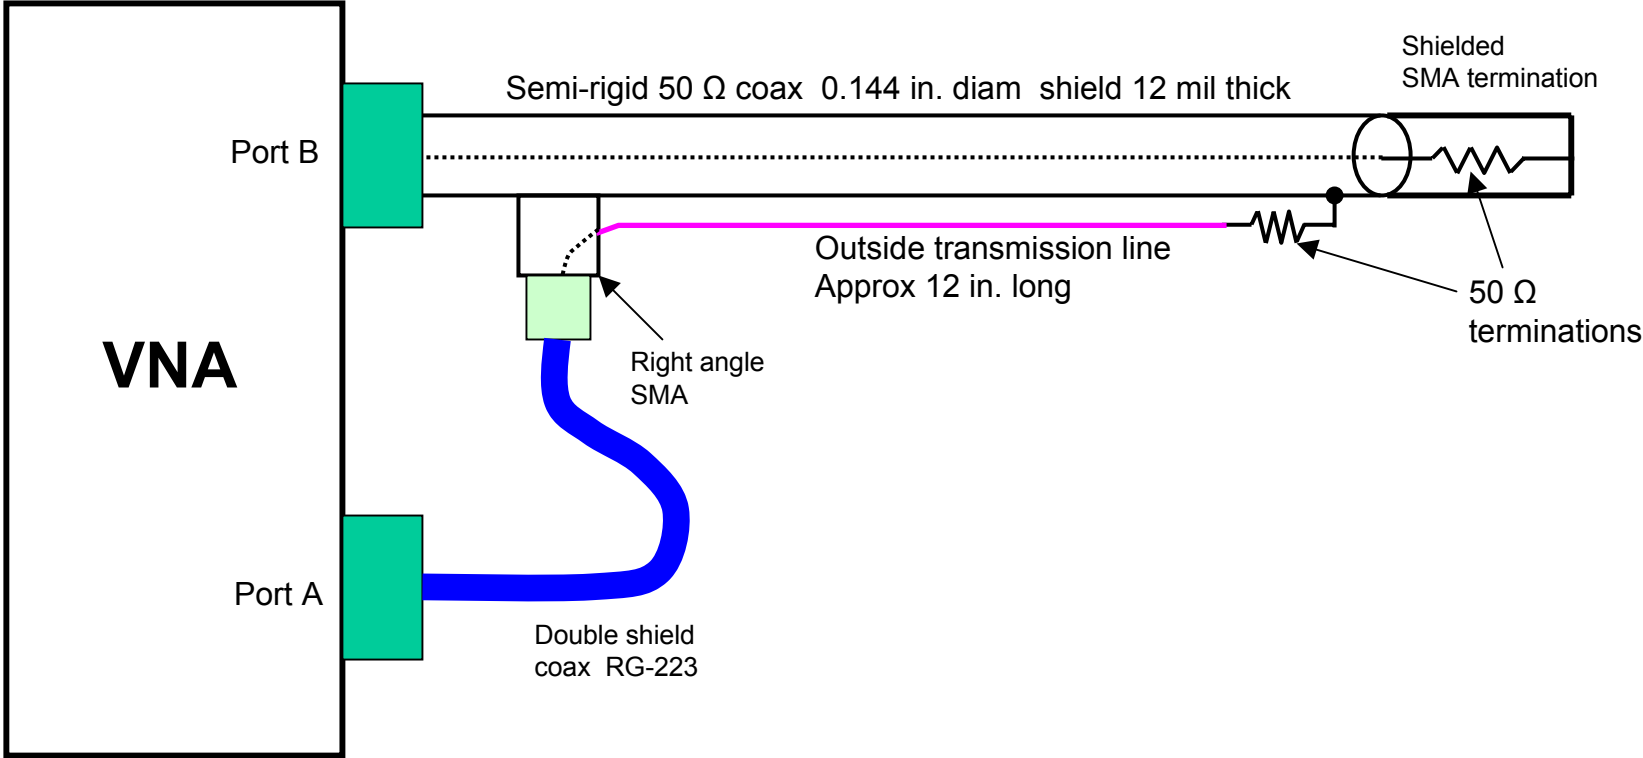 Shielded
SMA termination
Semi-rigid 50 Ω coax  0.144 in. diam  shield 12 mil thick
Port B
Outside transmission line
Approx 12 in. long
50 Ω
terminations
VNA
Right angle
SMA
Port A
Double shield
coax  RG-223